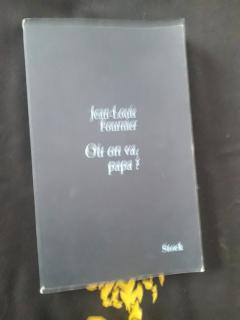 Jean-Louis
Fournier
Où on va,
papa ?
Stock